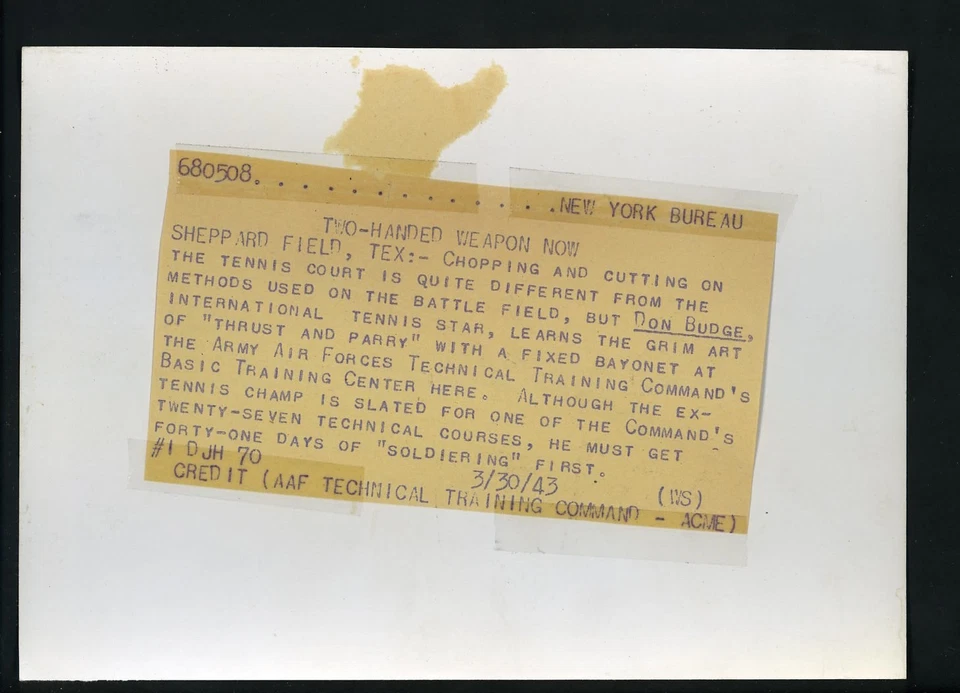 680508. . . . . . . . . . . . . .NEW YORK BUREAU
TWO-HANDED WEAPON NOW
SHEPPARD FIELD, TEX:- CHOPPING AND CUTTING ON
THE TENNIS COURT IS QUITE DIFFERENT FROM THE
METHODS USED ON THE BATTLE FIELD, BUT DON BUDGE,
INTERNATIONAL TENNIS STAR, LEARNS THE GRIM ART
OF "THRUST AND PARRY" WITH A FIXED BAYONET AT
THE ARMY AIR FORCES TECHNICAL TRAINING COMMAND'S
BASIC TRAINING CENTER HERE. ALTHOUGH THE EX-
TENNIS CHAMP IS SLATED FOR ONE OF THE COMMAND'S
TWENTY-SEVEN TECHNICAL COURSES, HE MUST GET
FORTY-ONE DAYS OF "SOLDIERING" FIRST.
#1 DJH 70 3/30/43 (WS)
CREDIT (AAF TECHNICAL TRAINING COMMAND - ACME)